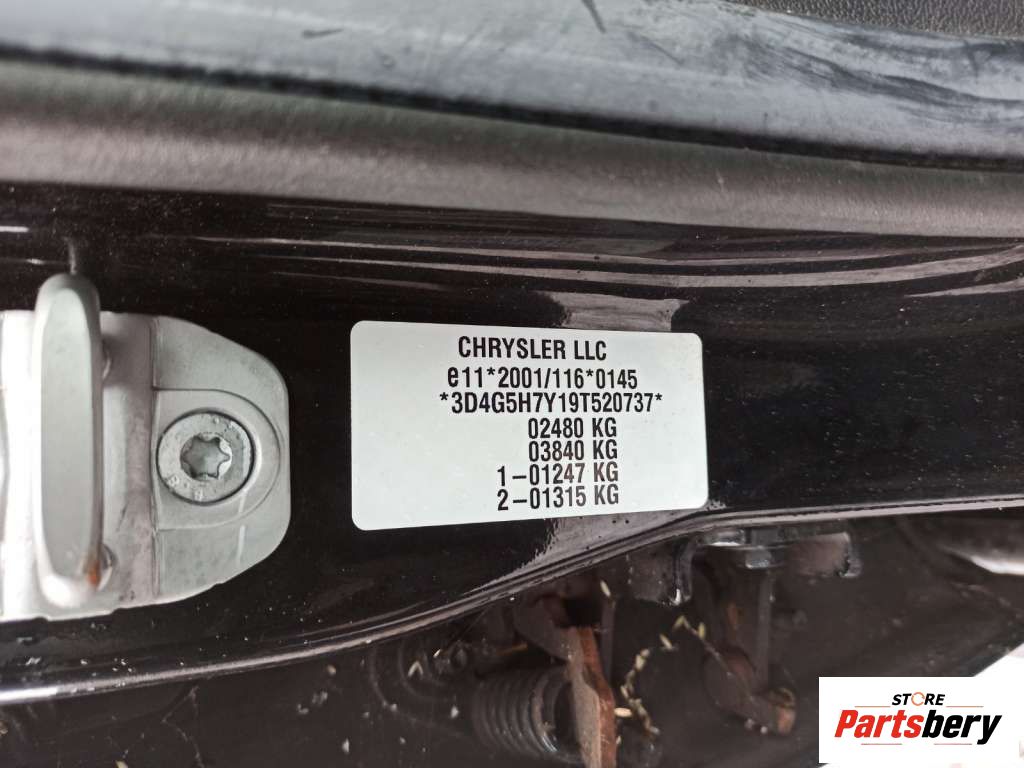 CHRYSLER LLC
e11*2001/116*0145
*3D4G5H7Y19T520737*
02480 KG
03840 KG
1-01247 KG
2-01315 KG
STORE
Partsbery